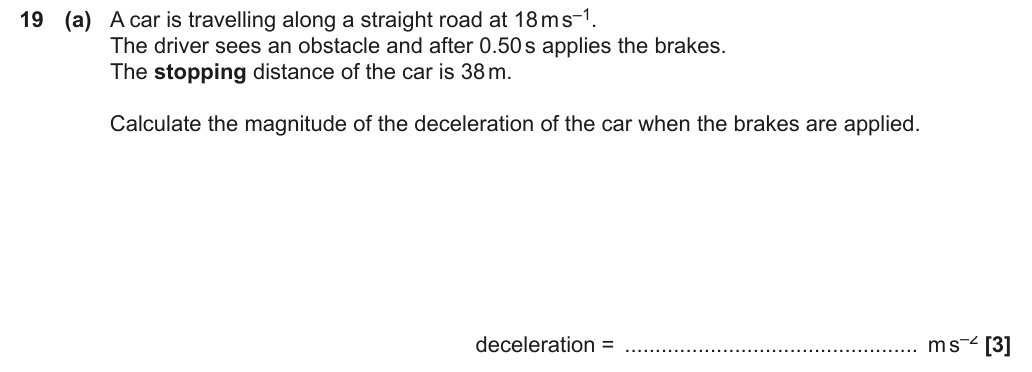 19 (a) A car is travelling along a straight road at 18 m s⁻¹.
The driver sees an obstacle and after 0.50 s applies the brakes.
The stopping distance of the car is 38 m.
Calculate the magnitude of the deceleration of the car when the brakes are applied.
deceleration = ................................................ m s⁻² [3]